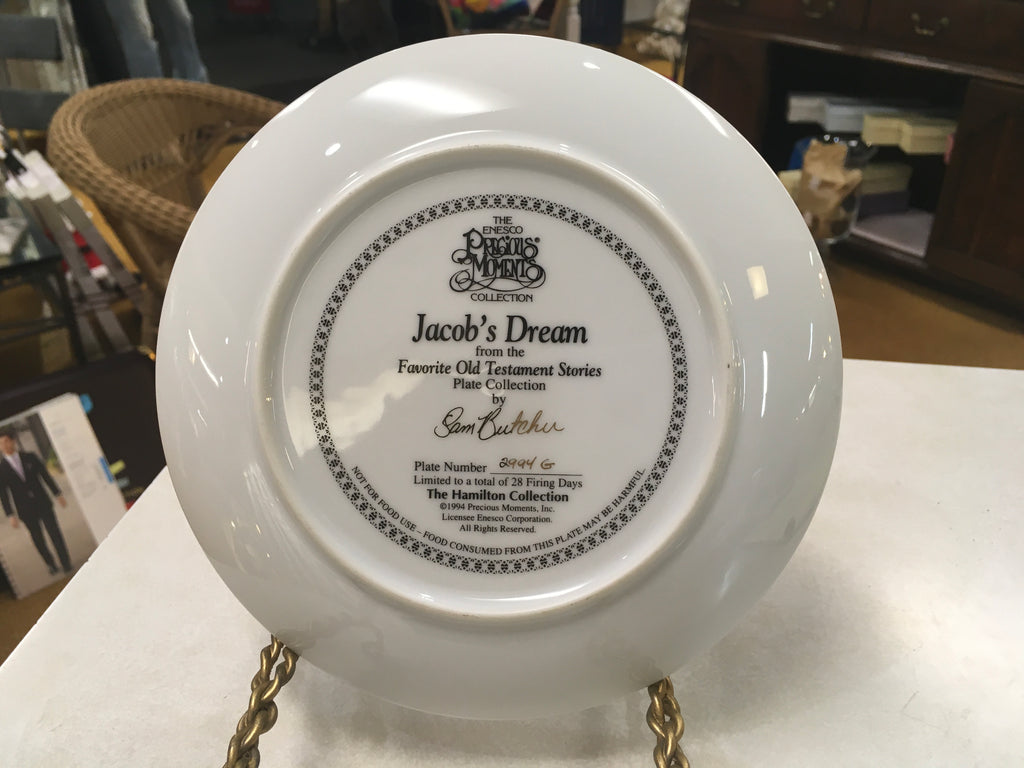 THE
ENESCO
PRECIOUS
MOMENTS
COLLECTION
Jacob's Dream
from the
Favorite Old Testament Stories
Plate Collection
by
Sam Butcher
Plate Number 2994 G
Limited to a total of 28 Firing Days
The Hamilton Collection
©1994 Precious Moments, Inc.
Licensee Enesco Corporation.
All Rights Reserved.
NOT FOR FOOD USE – FOOD CONSUMED FROM THIS PLATE MAY BE HARMFUL